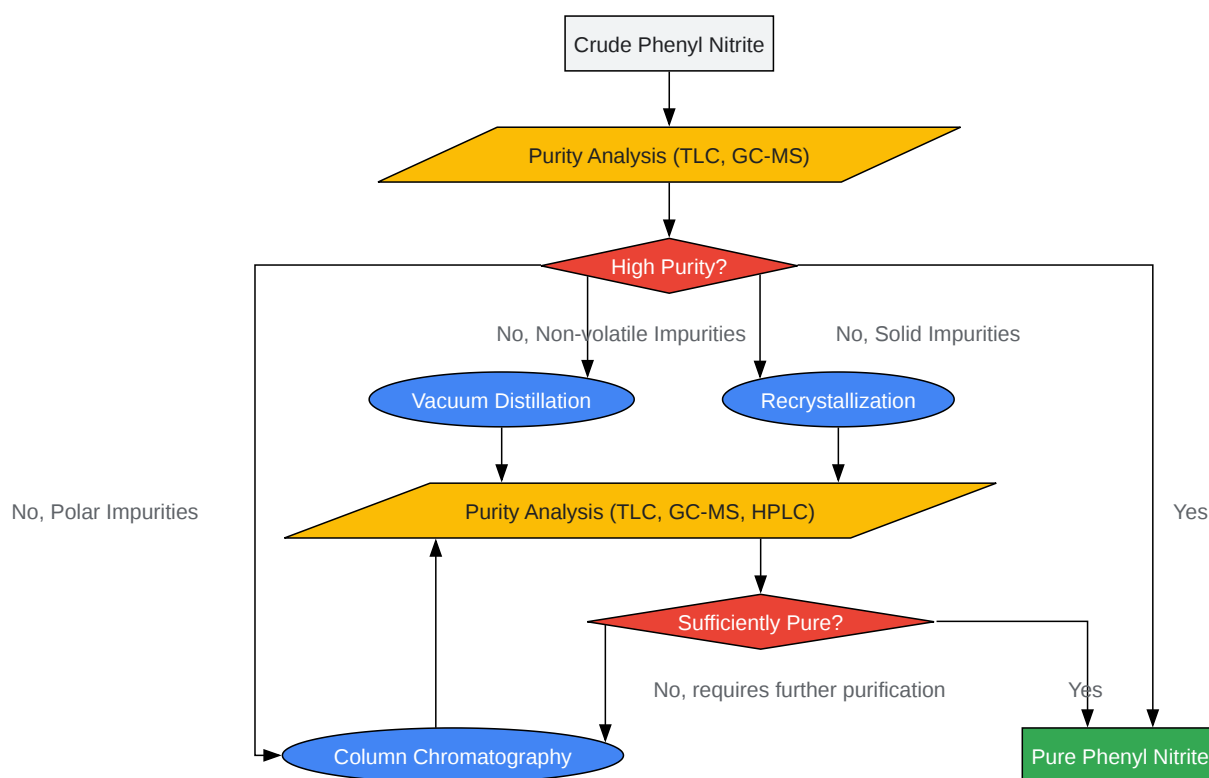 Crude Phenyl Nitrite
Purity Analysis (TLC, GC-MS)
High Purity?
No, Non-volatile Impurities
No, Solid Impurities
Vacuum Distillation
Recrystallization
No, Polar Impurities
Purity Analysis (TLC, GC-MS, HPLC)
Yes
Sufficiently Pure?
No, requires further purification
Yes
Column Chromatography
Pure Phenyl Nitrite